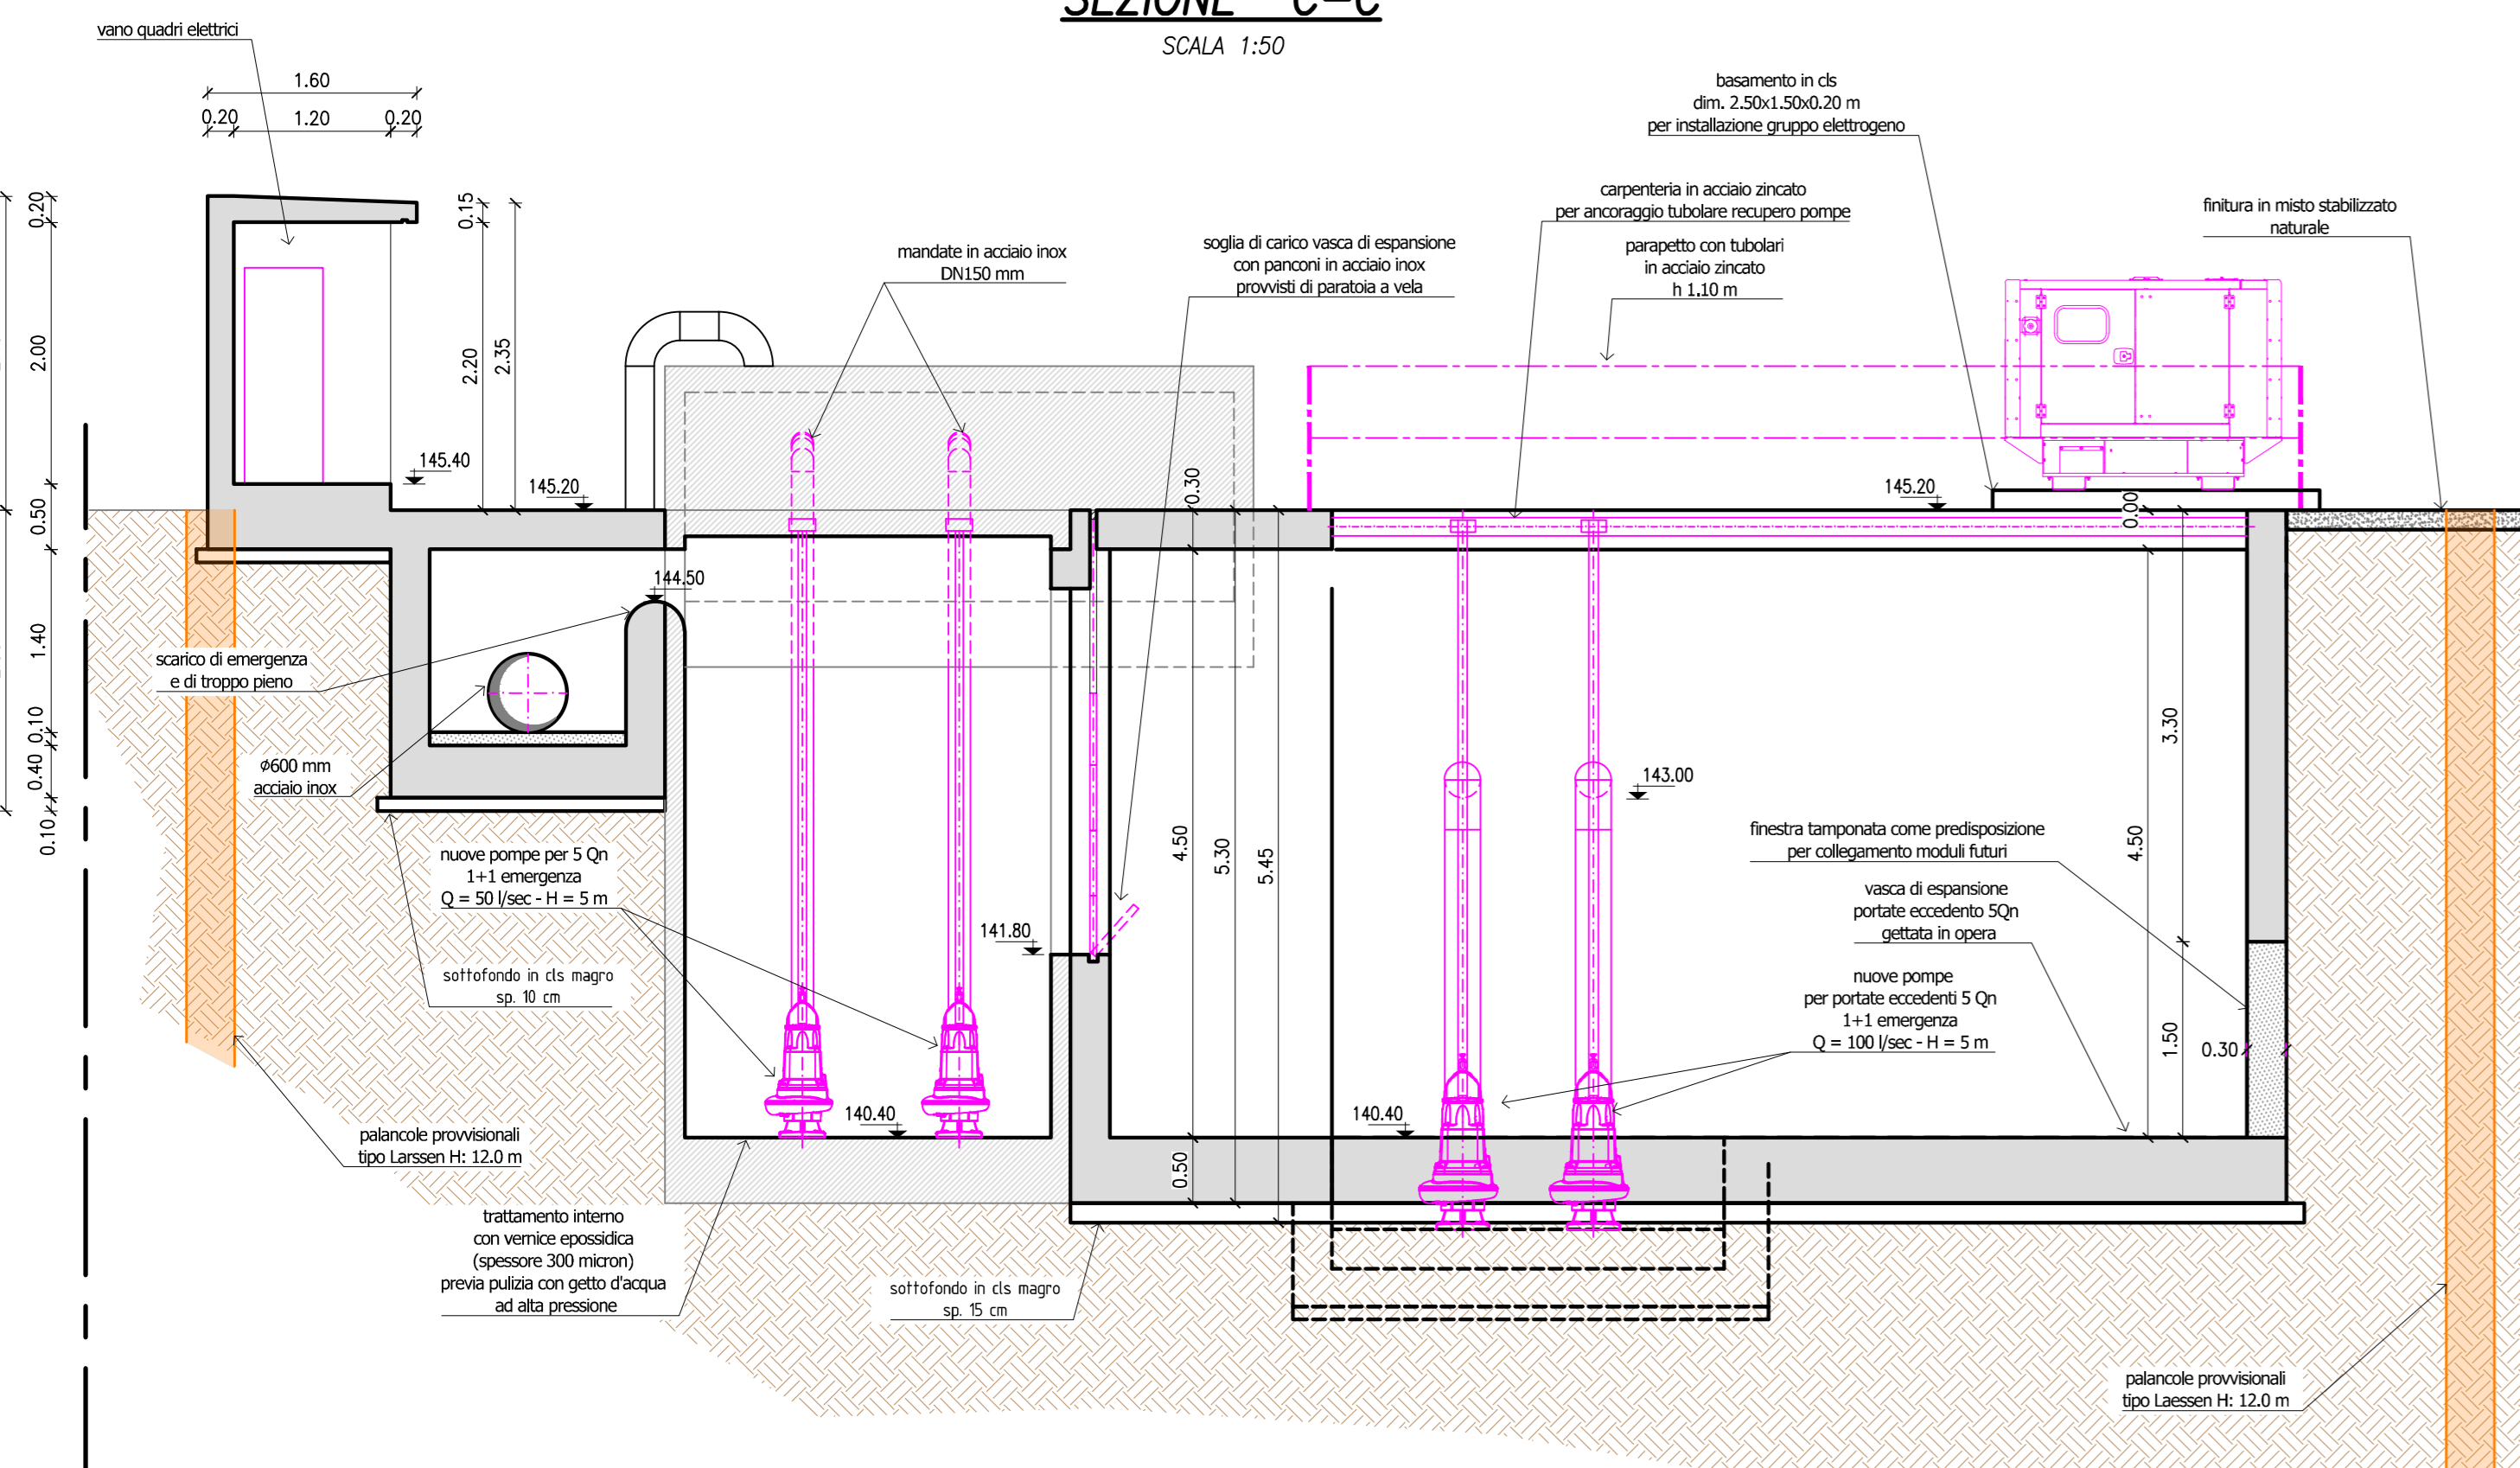 SEZIONE C-C
SCALA 1:50
vano quadri elettrici
1.60
0.20
1.20
0.20
basamento in cls
dim. 2.50x1.50x0.20 m
per installazione gruppo elettrogeno
carpenteria in acciaio zincato
per ancoraggio tubolare recupero pompe
finitura in misto stabilizzato
naturale
soglia di carico vasca di espansione
con panconi in acciaio inox
provvisti di paratoia a vela
parapetto con tubolari
in acciaio zincato
h 1.10 m
mandate in acciaio inox
DN150 mm
0.20
2.00
0.50
1.40
0.10
0.40
0.10
0.15
2.20
2.35
145.40
145.20
0.30
145.20
0.00
144.50
scarico di emergenza
e di troppo pieno
ø600 mm
acciaio inox
143.00
3.30
4.50
5.30
5.45
4.50
finestra tamponata come predisposizione
per collegamento moduli futuri
nuove pompe per 5 Qn
1+1 emergenza
Q = 50 l/sec - H = 5 m
vasca di espansione
portate eccedento 5Qn
gettata in opera
141.80
sottofondo in cls magro
sp. 10 cm
nuove pompe
per portate eccedenti 5 Qn
1+1 emergenza
Q = 100 l/sec - H = 5 m
1.50
0.30
140.40
140.40
palancole provvisionali
tipo Larssen H: 12.0 m
0.50
trattamento interno
con vernice epossidica
(spessore 300 micron)
previa pulizia con getto d'acqua
ad alta pressione
sottofondo in cls magro
sp. 15 cm
palancole provvisionali
tipo Laessen H: 12.0 m